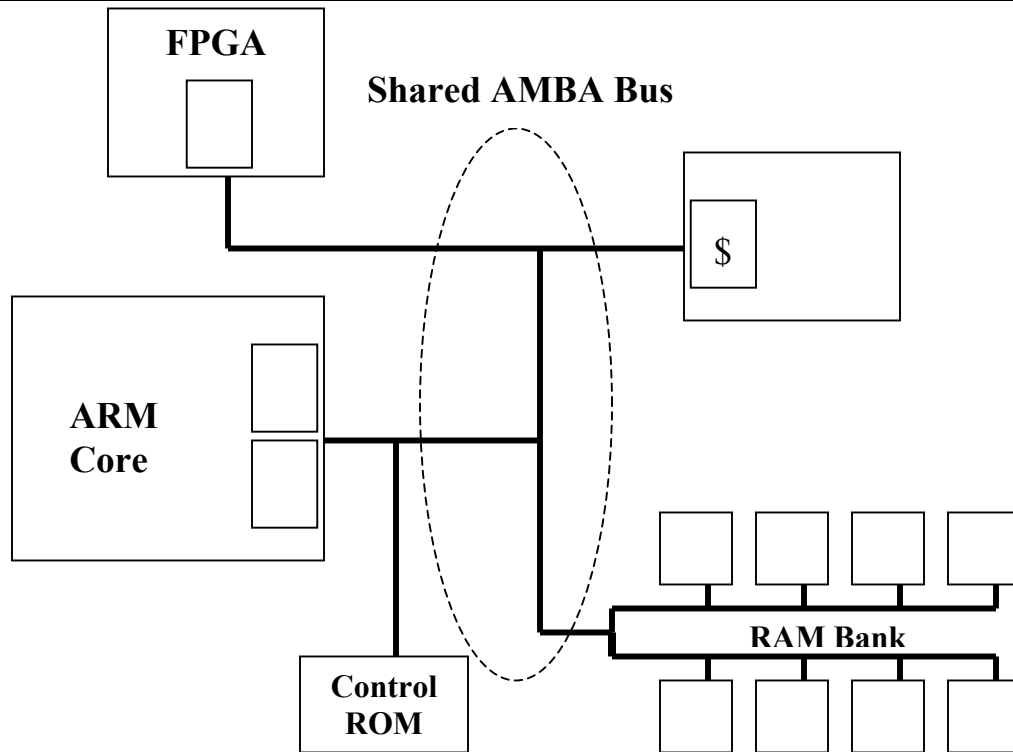 FPGA
Shared AMBA Bus
$
ARM
Core
RAM Bank
Control
ROM